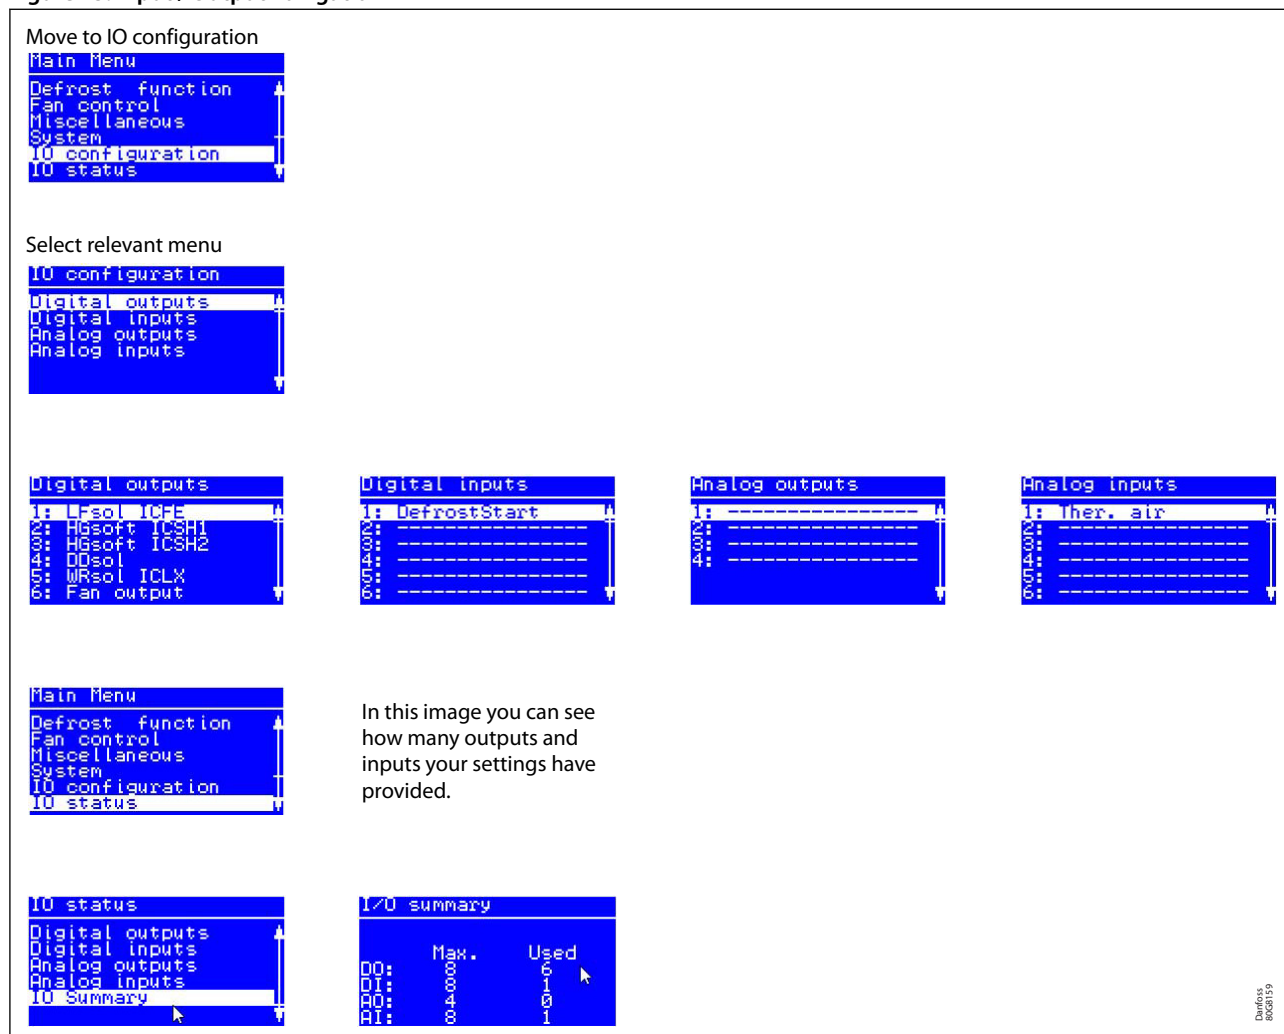 Move to IO configuration
Main Menu
Defrost function
Fan control
Miscellaneous
System
IO configuration
IO status
Select relevant menu
IO configuration
Digital outputs
Digital inputs
Analog outputs
Analog inputs
Digital outputs
1: LFsol ICFE
2: HGsoft ICSH1
3: HGsoft ICSH2
4: DDsol
5: WRsol ICLX
6: Fan output
Digital inputs
1: DefrostStart
2: ----------------
3: ----------------
4: ----------------
5: ----------------
6: ----------------
Analog outputs
1: ----------------
2: ----------------
3: ----------------
4: ----------------
Analog inputs
1: Ther. air
2: ----------------
3: ----------------
4: ----------------
5: ----------------
6: ----------------
Main Menu
Defrost function
Fan control
Miscellaneous
System
IO configuration
IO status
In this image you can see
how many outputs and
inputs your settings have
provided.
IO status
Digital outputs
Digital inputs
Analog outputs
Analog inputs
IO Summary
I/O summary
Max. Used
DO: 8 6
DI: 8 1
AO: 4 0
AI: 8 1
Danfoss
80G8159